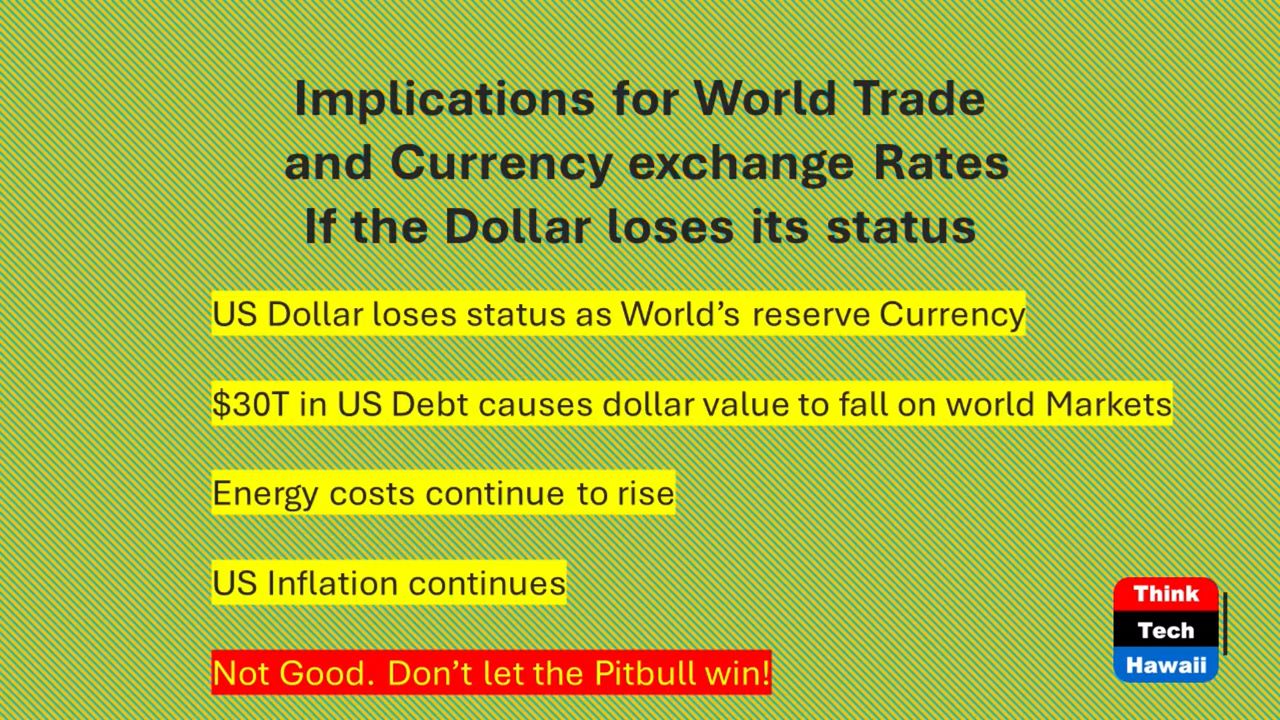 Implications for World Trade
and Currency exchange Rates
If the Dollar loses its status
US Dollar loses status as World’s reserve Currency
$30T in US Debt causes dollar value to fall on world Markets
Energy costs continue to rise
US Inflation continues
Not Good. Don’t let the Pitbull win!
Think
Tech
Hawaii